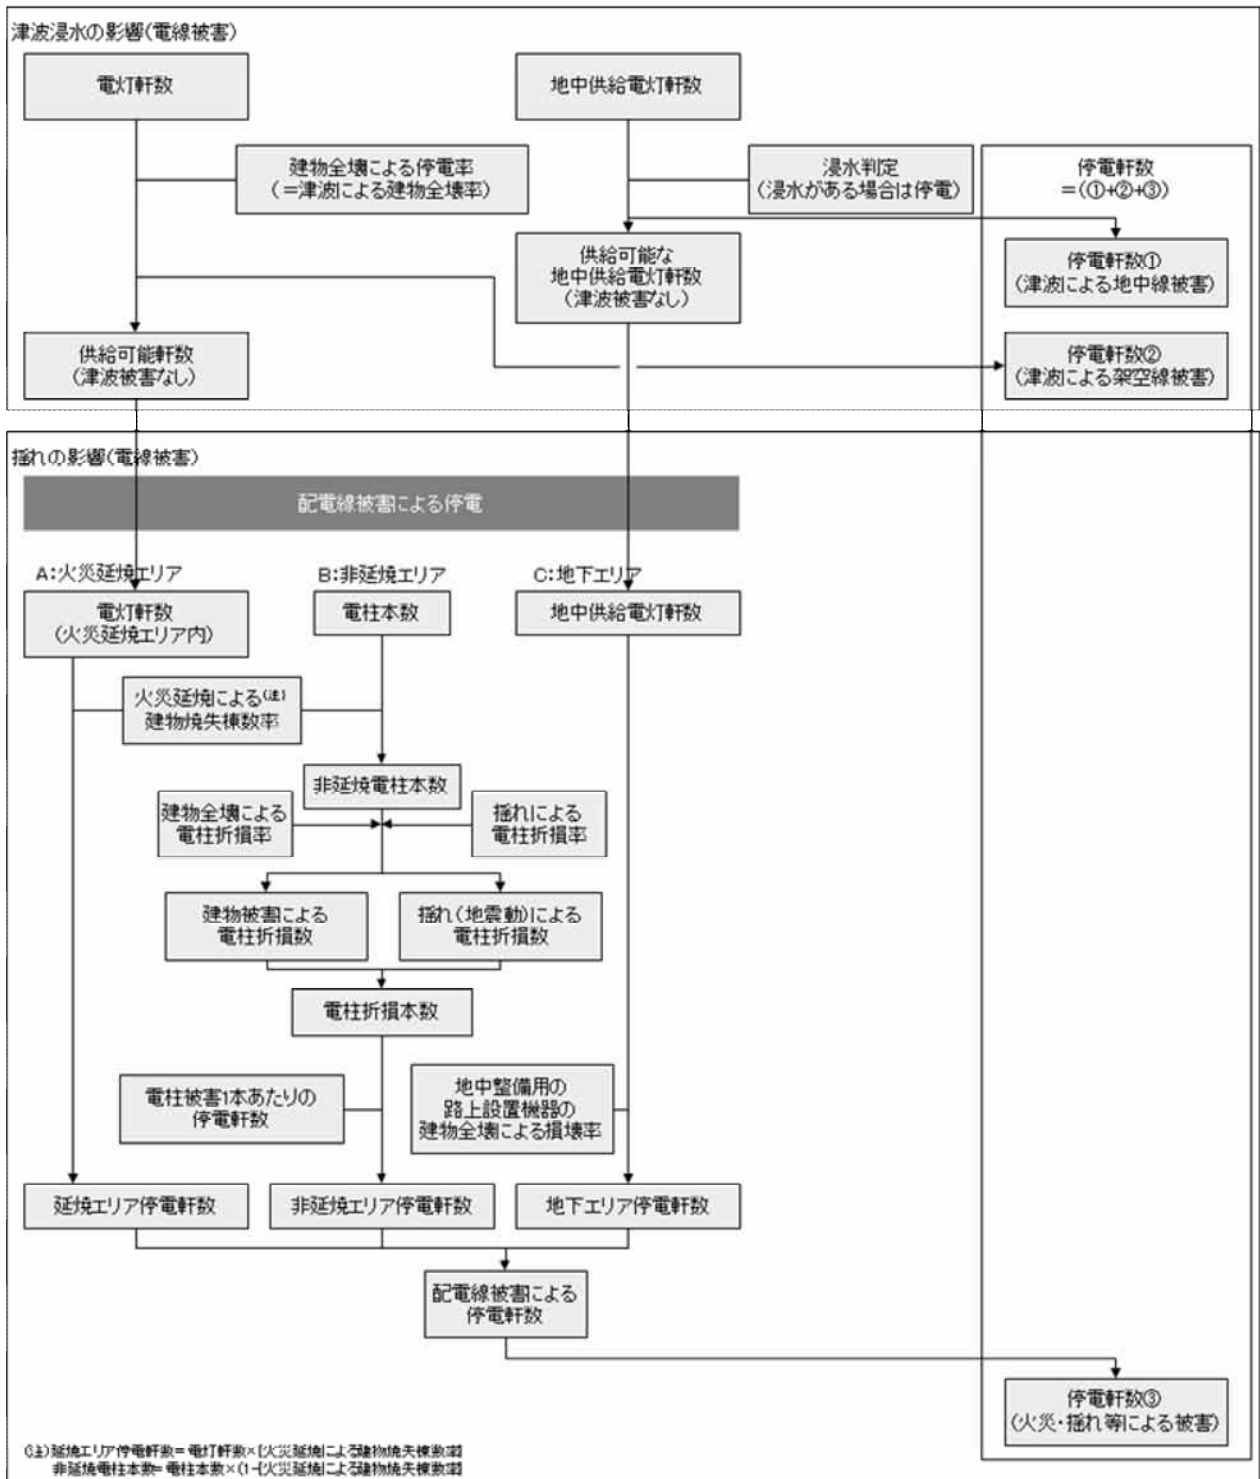 津波浸水の影響(電線被害)
電灯軒数
地中供給電灯軒数
建物全壊による停電率
(=津波による建物全壊率)
浸水判定
(浸水がある場合は停電)
停電軒数
=(①+②+③)
供給可能な
地中供給電灯軒数
(津波被害なし)
停電軒数①
(津波による地中線被害)
供給可能軒数
(津波被害なし)
停電軒数②
(津波による架空線被害)
揺れの影響(電線被害)
配電線被害による停電
A:火災延焼エリア
B:非延焼エリア
C:地下エリア
電灯軒数
(火災延焼エリア内)
電柱本数
地中供給電灯軒数
火災延焼による(注)
建物焼失棟数率
非延焼電柱本数
建物全壊による
電柱折損率
揺れによる
電柱折損率
建物被害による
電柱折損数
揺れ(地震動)による
電柱折損数
電柱折損本数
電柱被害1本あたりの
停電軒数
地中整備用の
路上設置機器の
建物全壊による損壊率
延焼エリア停電軒数
非延焼エリア停電軒数
地下エリア停電軒数
配電線被害による
停電軒数
停電軒数③
(火災・揺れ等による被害)
(注)延焼エリア停電軒数=電灯軒数×[火災延焼による建物焼失棟数率]
非延焼電柱本数=電柱本数×(1-[火災延焼による建物焼失棟数率]